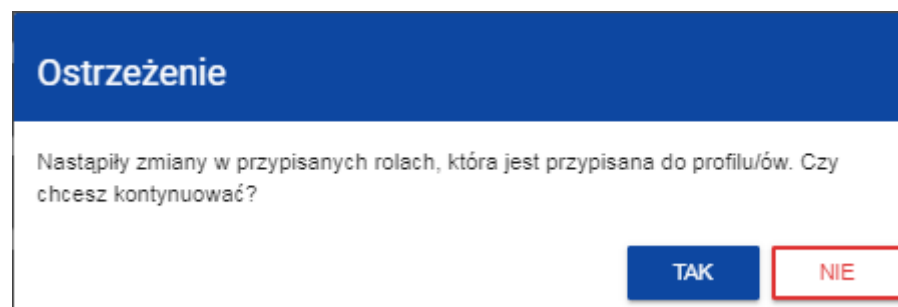 Ostrzeżenie
Nastąpiły zmiany w przypisanych rolach, która jest przypisana do profilu/ów. Czy
chcesz kontynuować?
TAK NIE